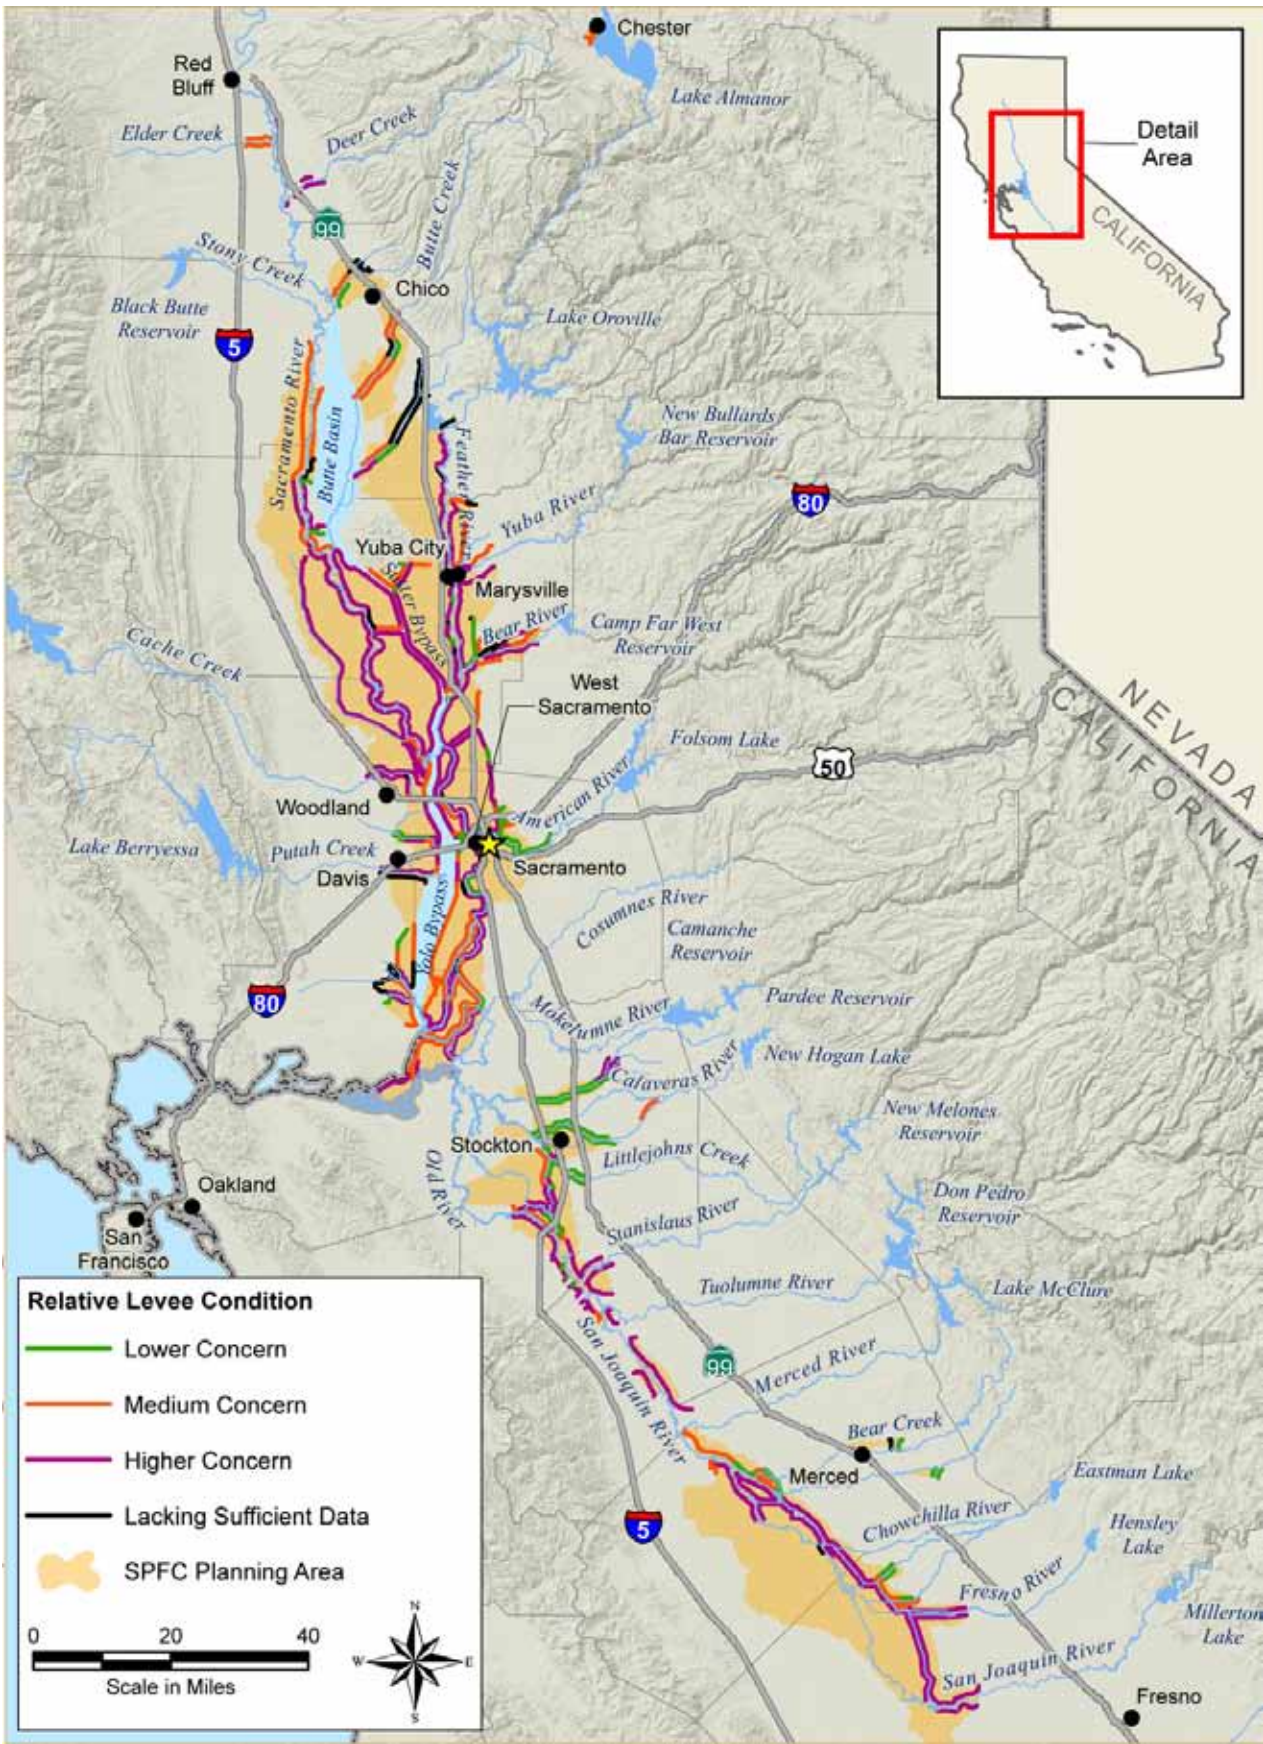 Chester
Red
Bluff
Lake Almanor
Elder Creek
Deer Creek
Detail
Area
CALIFORNIA
99
Butte Creek
Stony Creek
Chico
Black Butte
Reservoir
Lake Oroville
5
Sacramento River
Butte Basin
New Bullards
Bar Reservoir
Feather River
80
Yuba River
Yuba City
Sutter Bypass
Marysville
Bear River
Camp Far West
Reservoir
Cache Creek
West
Sacramento
NEVADA
CALIFORNIA
Folsom Lake
50
American River
Woodland
Lake Berryessa
Putah Creek
Davis
Sacramento
Yolo Bypass
Cosumnes River
Camanche
Reservoir
80
Mokelumne River
Pardee Reservoir
New Hogan Lake
Calaveras River
New Melones
Reservoir
Stockton
Littlejohns Creek
Old River
Oakland
Don Pedro
Reservoir
San
Francisco
Stanislaus River
Tuolumne River
Lake McClure
San Joaquin River
99
Merced River
Bear Creek
Merced
Eastman Lake
5
Chowchilla River
Hensley
Lake
Fresno River
Millerton
Lake
San Joaquin River
Fresno
Relative Levee Condition
Lower Concern
Medium Concern
Higher Concern
Lacking Sufficient Data
SPFC Planning Area
0 20 40
Scale in Miles
N
W E
S